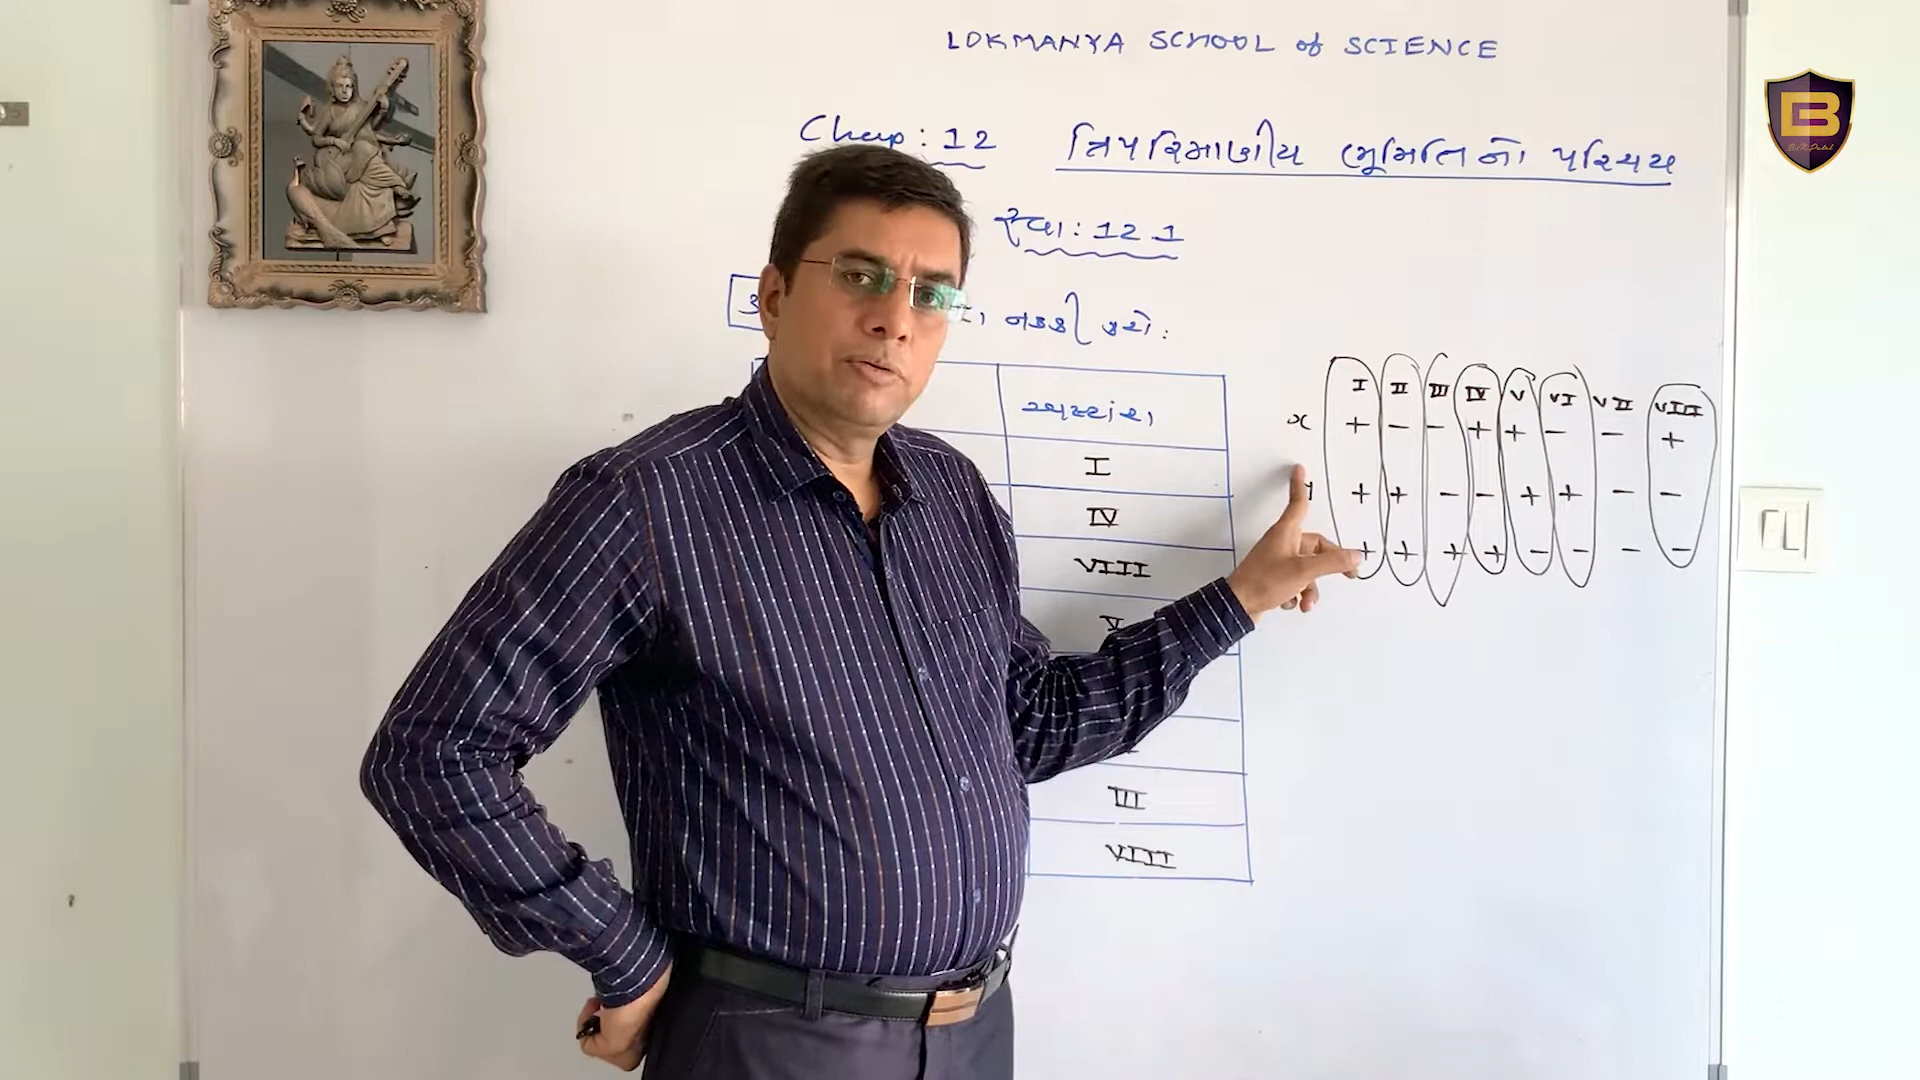 LOKMANYA SCHOOL of SCIENCE
Chap : 12 ત્રિપરિમાણીય ભૂમિતિનો પરિચય
સ્વા : 12.1
નક્કી કરો :
અષ્ટાંશ
I
IV
VIII
V
III
VIII
I II III IV V VI VII VIII
x + - - + + - - +
y + + - - + + - -
+ + + + - - - -
B